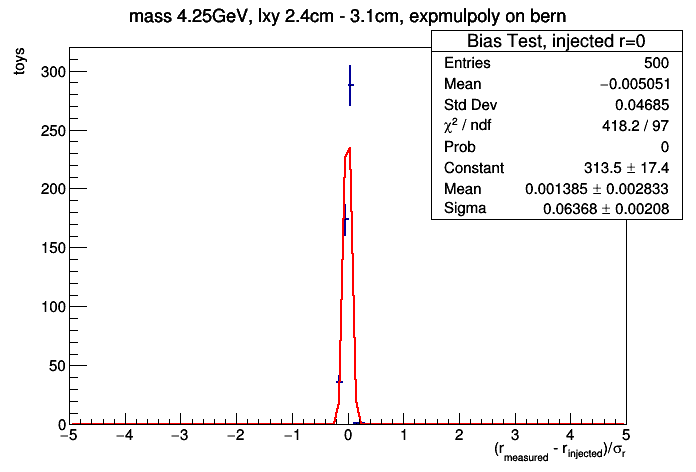 mass 4.25GeV, lxy 2.4cm - 3.1cm, expmulpoly on bern
toys
Bias Test, injected r=0
Entries 500
Mean −0.005051
Std Dev 0.04685
χ² / ndf 418.2 / 97
Prob 0
Constant 313.5 ± 17.4
Mean 0.001385 ± 0.002833
Sigma 0.06368 ± 0.00208
300
250
200
150
100
50
0
−5 −4 −3 −2 −1 0 1 2 3 4 5
(r_measured - r_injected)/σ_r